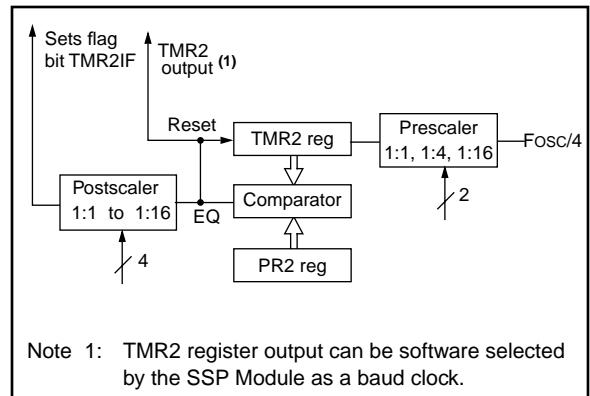 Sets flag
bit TMR2IF
TMR2
output (1)
Reset
TMR2 reg
Prescaler
1:1, 1:4, 1:16
FOSC/4
2
Postscaler
1:1 to 1:16
EQ
Comparator
4
PR2 reg
Note 1: TMR2 register output can be software selected
by the SSP Module as a baud clock.